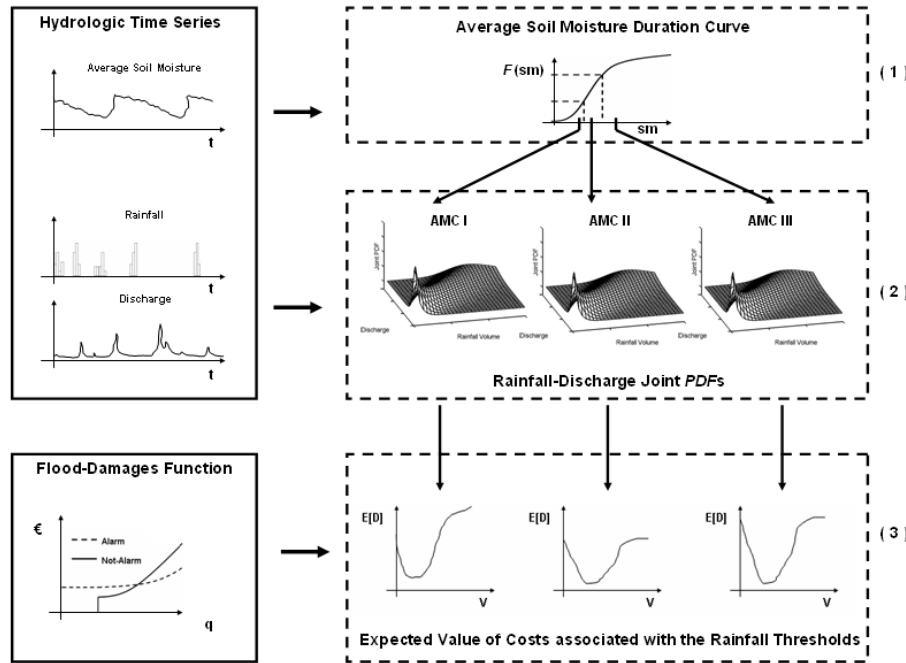 Hydrologic Time Series
Average Soil Moisture
t
Rainfall
t
Discharge
t
Average Soil Moisture Duration Curve
F(sm)
sm
( 1 )
AMC I
AMC II
AMC III
Joint PDF
Discharge
Rainfall Volume
Joint PDF
Discharge
Rainfall Volume
Joint PDF
Discharge
Rainfall Volume
Rainfall-Discharge Joint PDFs
( 2 )
Flood-Damages Function
€
Alarm
Not-Alarm
q
E[D]
V
E[D]
V
E[D]
V
Expected Value of Costs associated with the Rainfall Thresholds
( 3 )